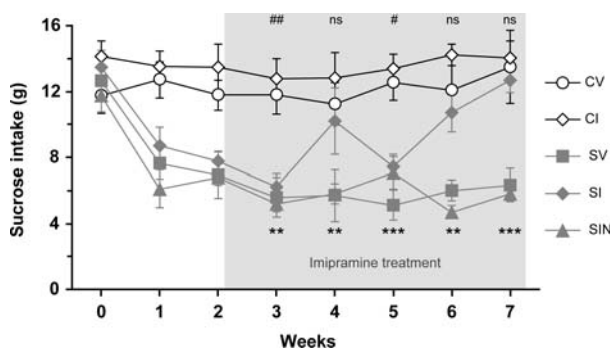 ## ns # ns ns
16
12
8
4
0
Sucrose intake (g)
** ** *** ** ***
Imipramine treatment
0 1 2 3 4 5 6 7
Weeks
CV
CI
SV
SI
SIN